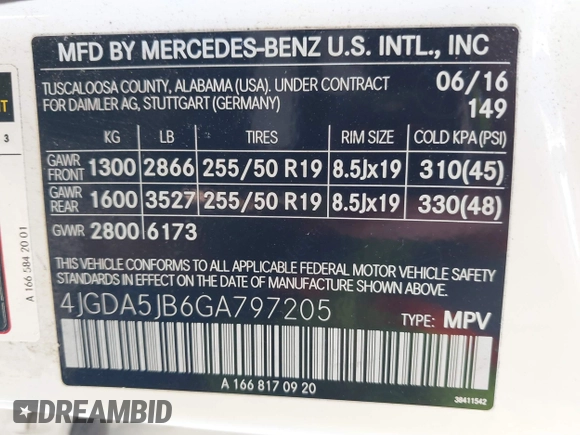 MFD BY MERCEDES-BENZ U.S. INTL., INC
TUSCALOOSA COUNTY, ALABAMA (USA). UNDER CONTRACT
FOR DAIMLER AG, STUTTGART (GERMANY)
06/16
149
KG LB TIRES RIM SIZE COLD KPA(PSI)
GAWR FRONT 1300 2866 255/50 R19 8.5Jx19 310(45)
GAWR REAR 1600 3527 255/50 R19 8.5Jx19 330(48)
GVWR 2800 6173
THIS VEHICLE CONFORMS TO ALL APPLICABLE FEDERAL MOTOR VEHICLE SAFETY
STANDARDS IN EFFECT ON THE DATE OF MANUFACTURE SHOWN ABOVE.
4JGDA5JB6GA797205
TYPE: MPV
A 166 817 09 20
38411542
A 166 584 20 01
3
DREAMBID